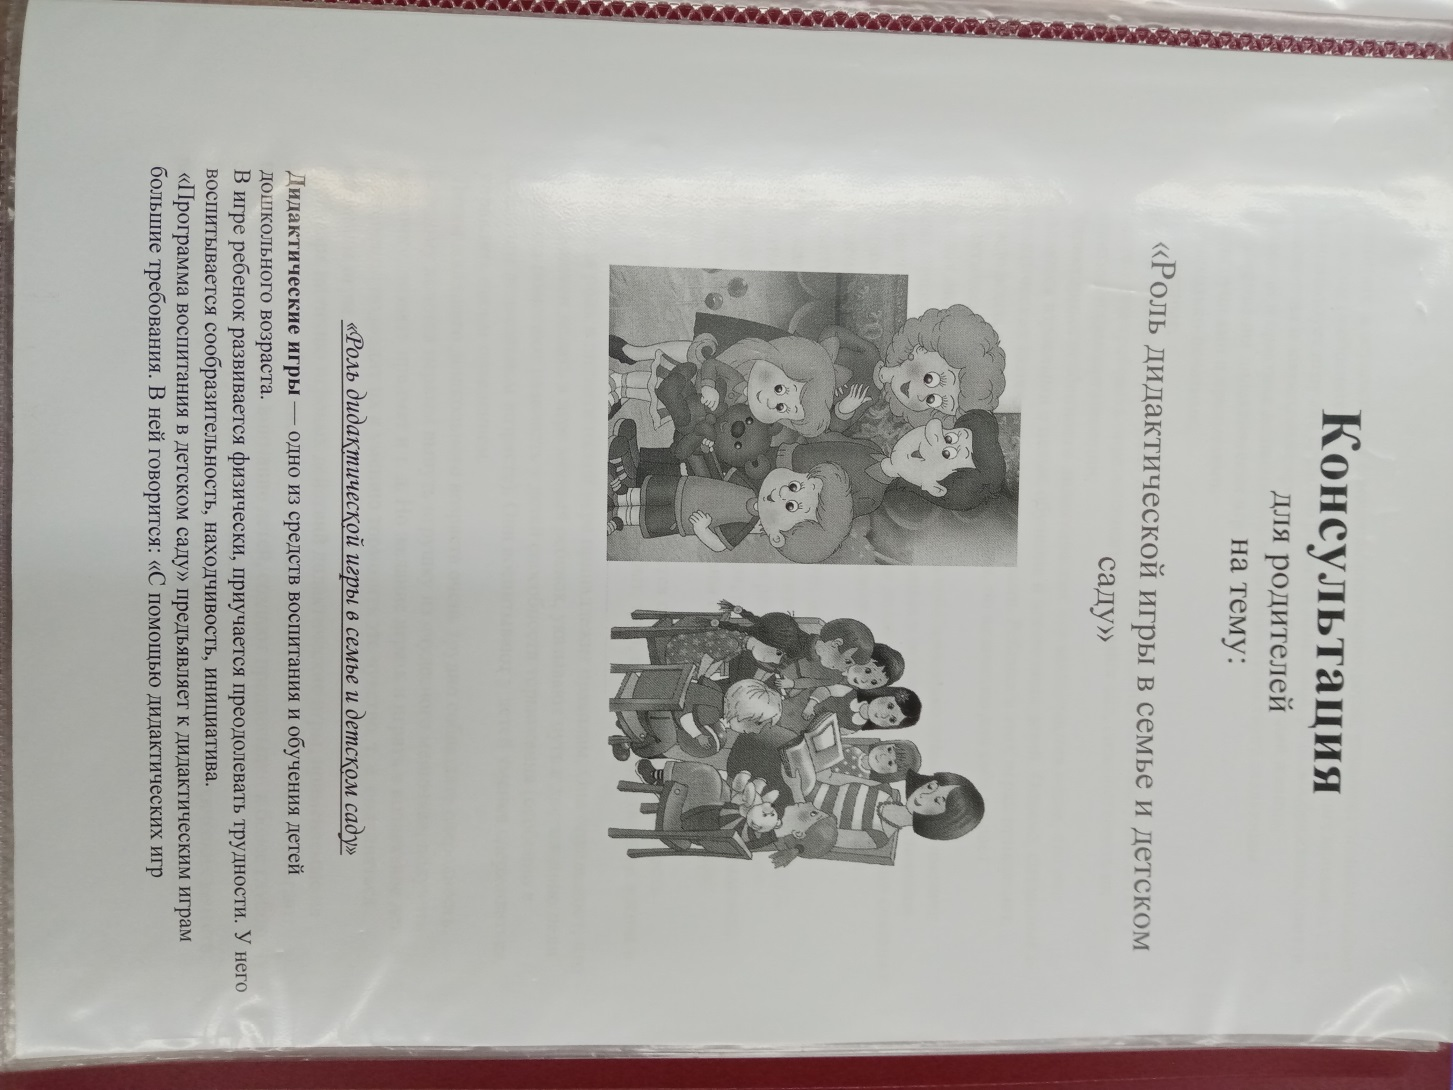 Консультация
для родителей
на тему:
«Роль дидактической игры в семье и детском
саду»
«Роль дидактической игры в семье и детском саду»
Дидактические игры — одно из средств воспитания и обучения детей
дошкольного возраста.
В игре ребенок развивается физически, приучается преодолевать трудности. У него
воспитывается сообразительность, находчивость, инициатива.
«Программа воспитания в детском саду» предъявляет к дидактическим играм
большие требования. В ней говорится: «С помощью дидактических игр